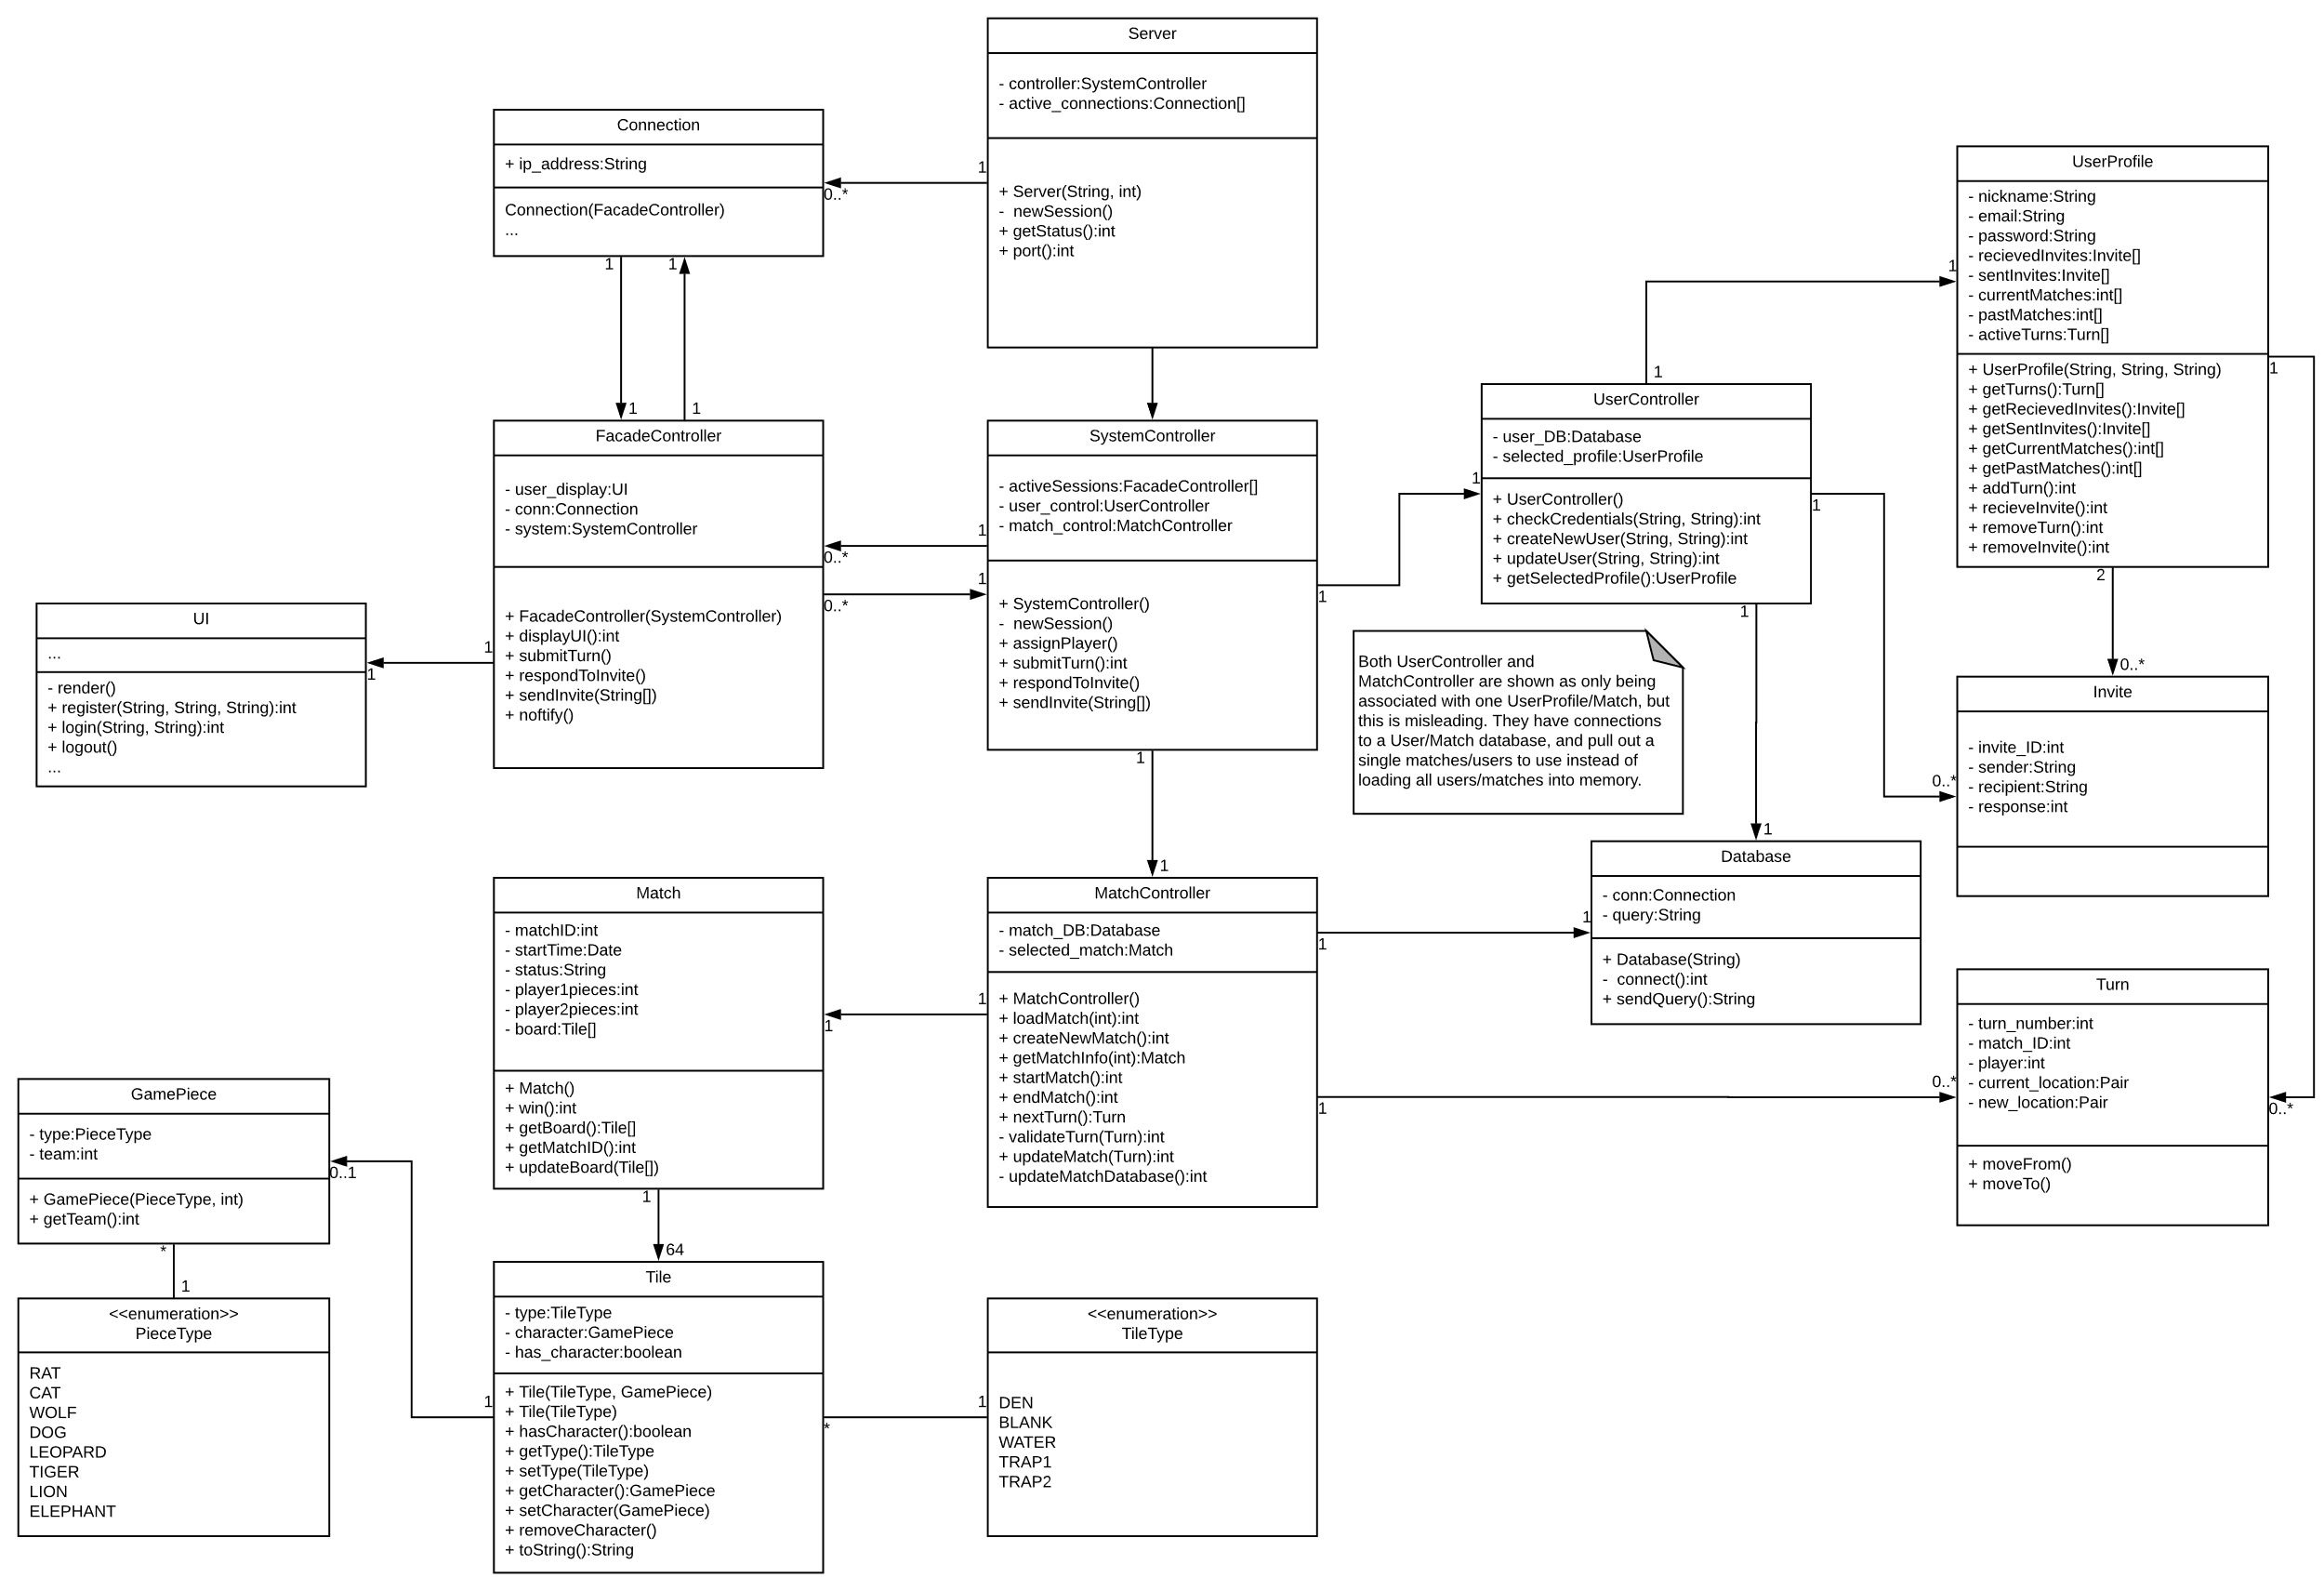 Server
- controller:SystemController
- active_connections:Connection[]
+ Server(String, int)
-  newSession()
+ getStatus():int
+ port():int
1
0..*
Connection
+ ip_address:String
Connection(FacadeController)
...
1
1
1
1
UserProfile
- nickname:String
- email:String
- password:String
- recievedInvites:Invite[]
- sentInvites:Invite[]
- currentMatches:int[]
- pastMatches:int[]
- activeTurns:Turn[]
+ UserProfile(String, String, String)
+ getTurns():Turn[]
+ getRecievedInvites():Invite[]
+ getSentInvites():Invite[]
+ getCurrentMatches():int[]
+ getPastMatches():int[]
+ addTurn():int
+ recieveInvite():int
+ removeTurn():int
+ removeInvite():int
1
1
2
0..*
FacadeController
- user_display:UI
- conn:Connection
- system:SystemController
+ FacadeController(SystemController)
+ displayUI():int
+ submitTurn()
+ respondToInvite()
+ sendInvite(String[])
+ noftify()
1
0..*
1
0..*
SystemController
- activeSessions:FacadeController[]
- user_control:UserController
- match_control:MatchController
+ SystemController()
-  newSession()
+ assignPlayer()
+ submitTurn():int
+ respondToInvite()
+ sendInvite(String[])
1
1
UserController
- user_DB:Database
- selected_profile:UserProfile
+ UserController()
+ checkCredentials(String, String):int
+ createNewUser(String, String):int
+ updateUser(String, String):int
+ getSelectedProfile():UserProfile
1
1
1
1
0..*
UI
...
- render()
+ register(String, String, String):int
+ login(String, String):int
+ logout()
...
1
1
Both UserController and
MatchController are shown as only being
associated with one UserProfile/Match, but
this is misleading. They have connections
to a User/Match database, and pull out a
single matches/users to use instead of
loading all users/matches into memory.
Invite
- invite_ID:int
- sender:String
- recipient:String
- response:int
1
1
Match
- matchID:int
- startTime:Date
- status:String
- player1pieces:int
- player2pieces:int
- board:Tile[]
+ Match()
+ win():int
+ getBoard():Tile[]
+ getMatchID():int
+ updateBoard(Tile[])
1
64
1
1
MatchController
- match_DB:Database
- selected_match:Match
+ MatchController()
+ loadMatch(int):int
+ createNewMatch():int
+ getMatchInfo(int):Match
+ startMatch():int
+ endMatch():int
+ nextTurn():Turn
- validateTurn(Turn):int
+ updateMatch(Turn):int
- updateMatchDatabase():int
1
1
1
0..*
Database
- conn:Connection
- query:String
+ Database(String)
-  connect():int
+ sendQuery():String
Turn
- turn_number:int
- match_ID:int
- player:int
- current_location:Pair
- new_location:Pair
+ moveFrom()
+ moveTo()
0..*
GamePiece
- type:PieceType
- team:int
+ GamePiece(PieceType, int)
+ getTeam():int
0..1
*
1
<<enumeration>>
PieceType
RAT
CAT
WOLF
DOG
LEOPARD
TIGER
LION
ELEPHANT
1
Tile
- type:TileType
- character:GamePiece
- has_character:boolean
+ Tile(TileType, GamePiece)
+ Tile(TileType)
+ hasCharacter():boolean
+ getType():TileType
+ setType(TileType)
+ getCharacter():GamePiece
+ setCharacter(GamePiece)
+ removeCharacter()
+ toString():String
*
1
<<enumeration>>
TileType
DEN
BLANK
WATER
TRAP1
TRAP2